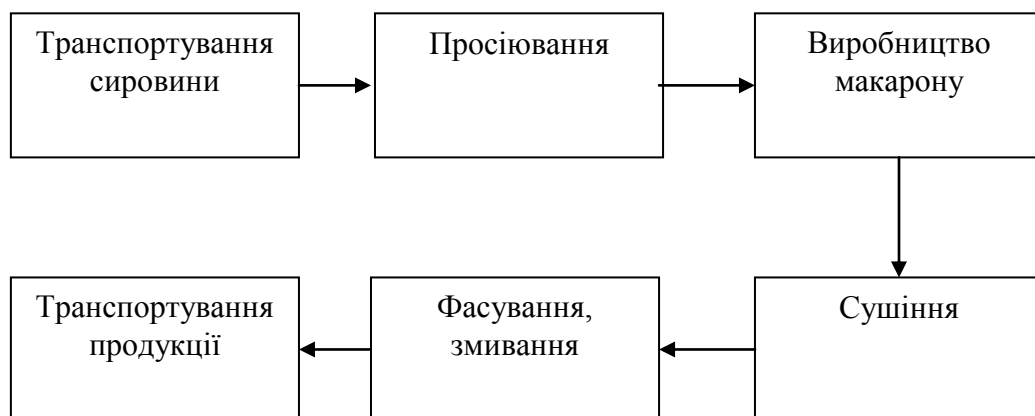 Транспортування
сировини
Просіювання
Виробництво
макарону
Сушіння
Фасування,
змивання
Транспортування
продукції